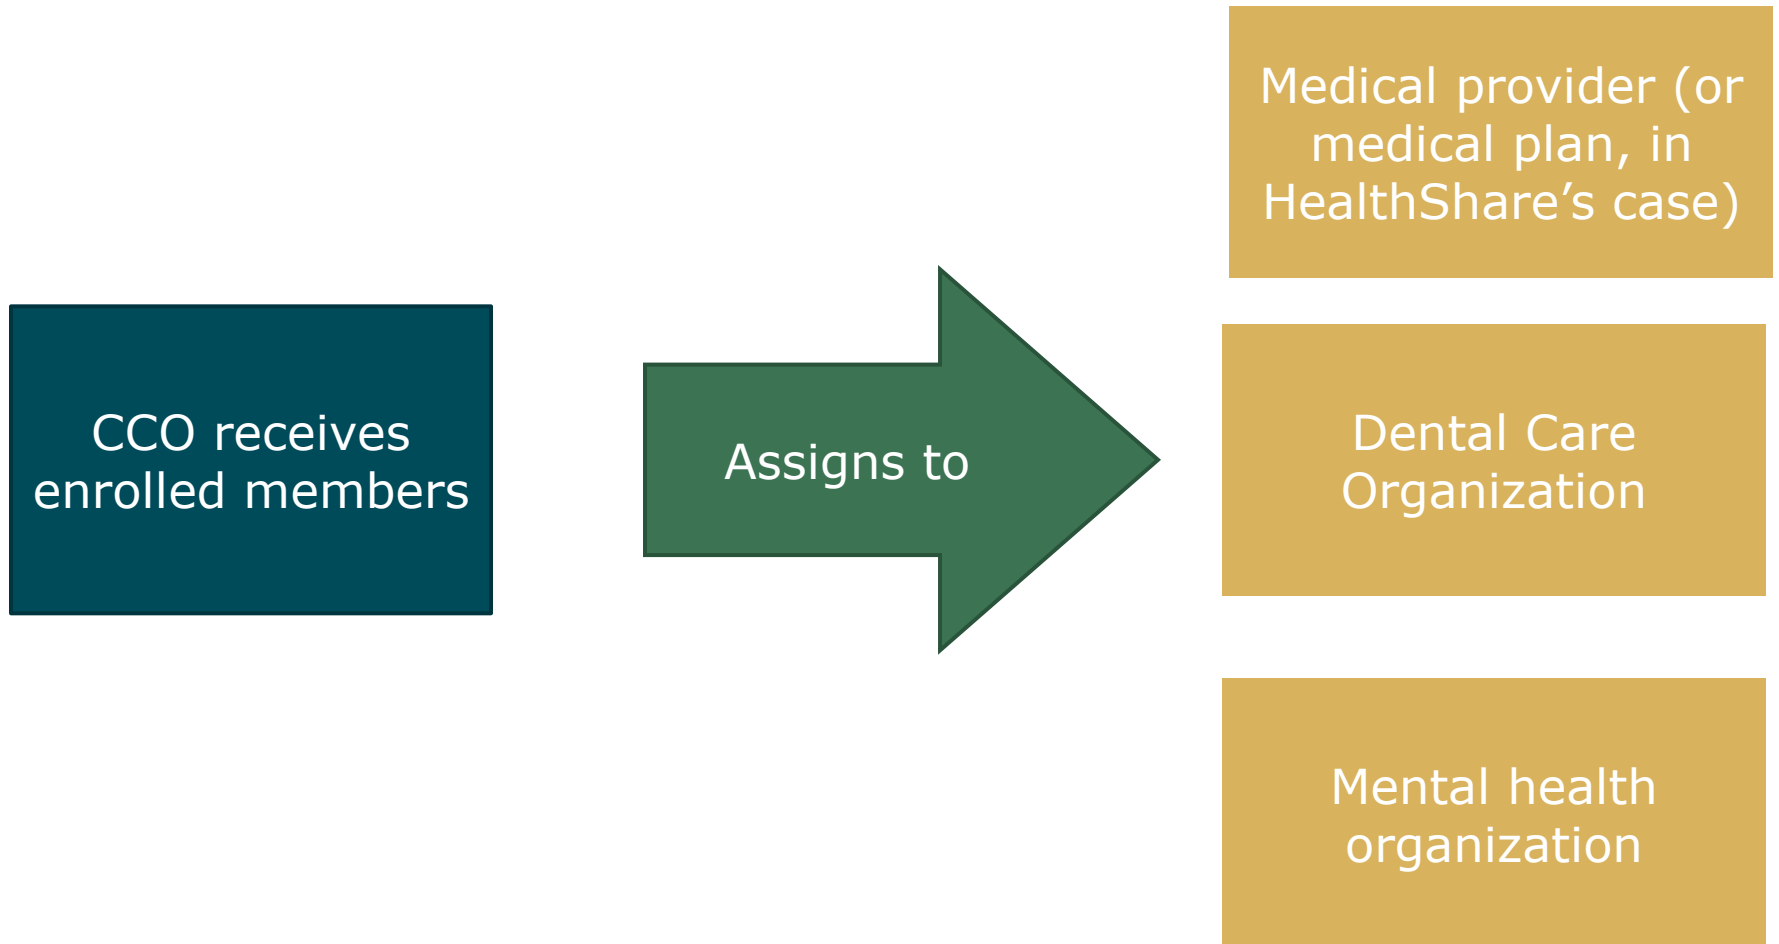 CCO receives
enrolled members
Assigns to
Medical provider (or
medical plan, in
HealthShare’s case)
Dental Care
Organization
Mental health
organization